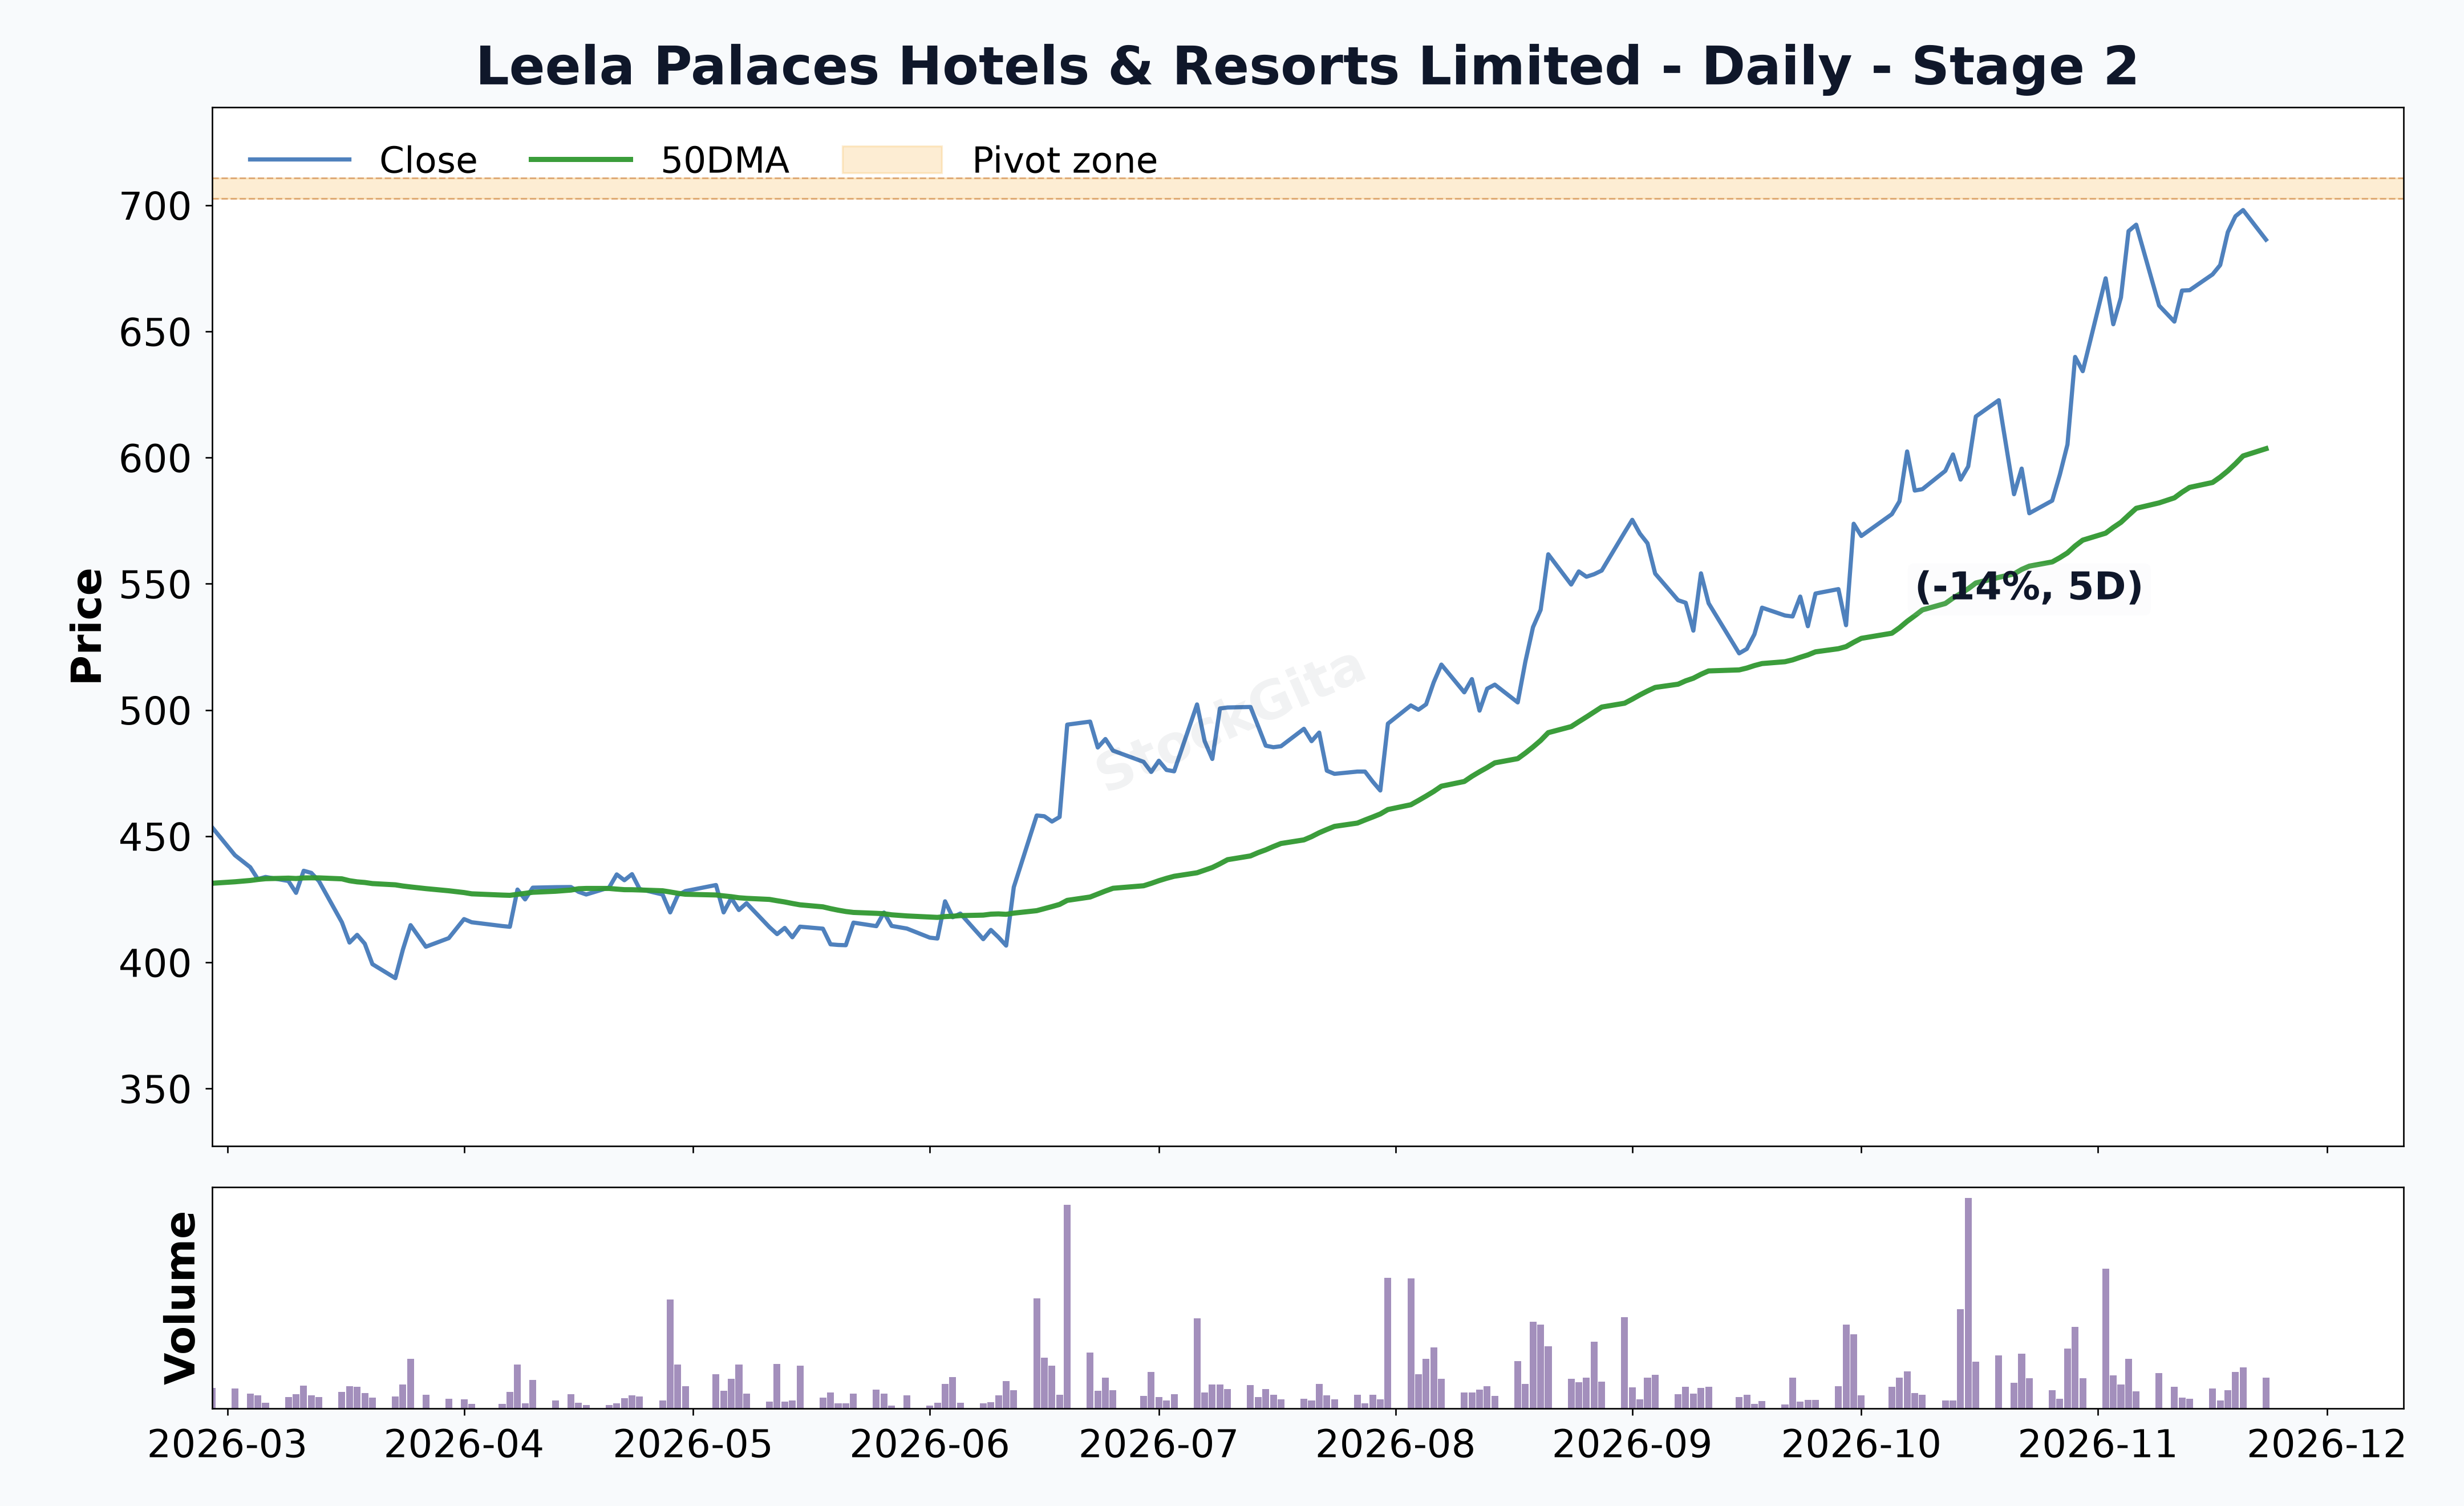 Leela Palaces Hotels & Resorts Limited - Daily - Stage 2
Close 50DMA Pivot zone
700
650
600
550
500
450
400
350
Price
(-14%, 5D)
StockGita
Volume
2026-03 2026-04 2026-05 2026-06 2026-07 2026-08 2026-09 2026-10 2026-11 2026-12